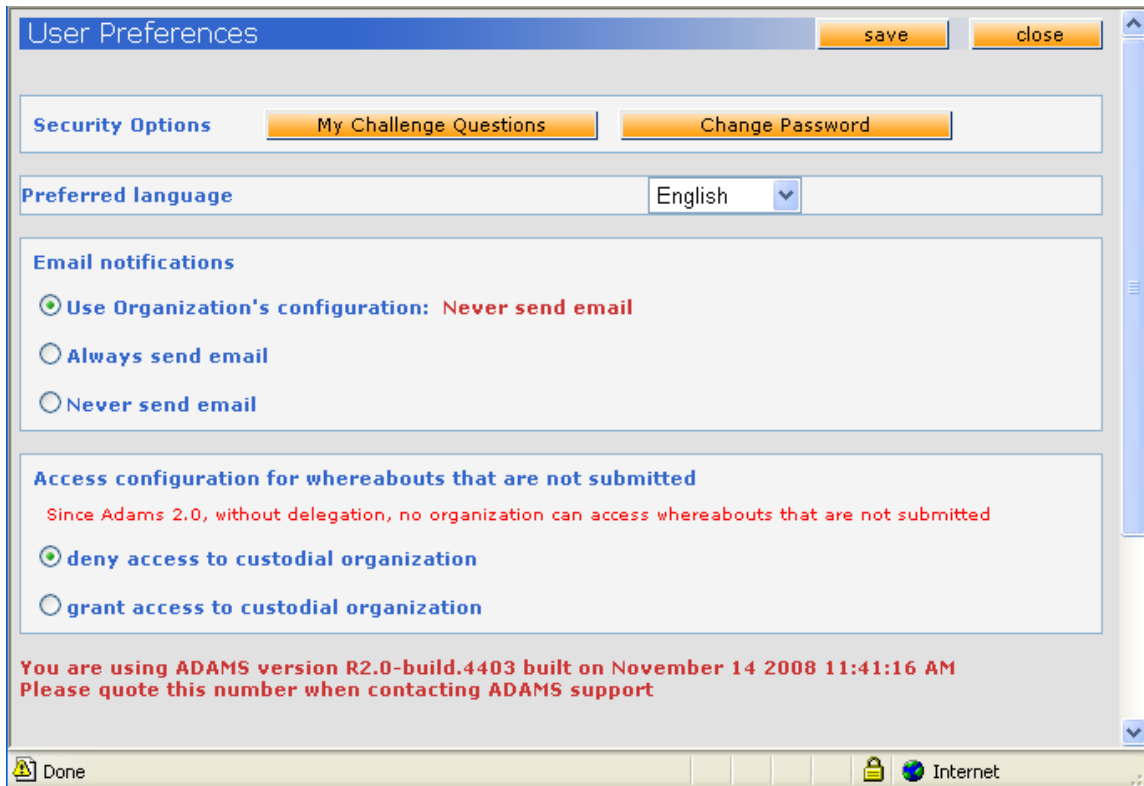 User Preferences save close
Security Options My Challenge Questions Change Password
Preferred language English
Email notifications
Use Organization's configuration: Never send email
Always send email
Never send email
Access configuration for whereabouts that are not submitted
Since Adams 2.0, without delegation, no organization can access whereabouts that are not submitted
deny access to custodial organization
grant access to custodial organization
You are using ADAMS version R2.0-build.4403 built on November 14 2008 11:41:16 AM
Please quote this number when contacting ADAMS support
Done Internet